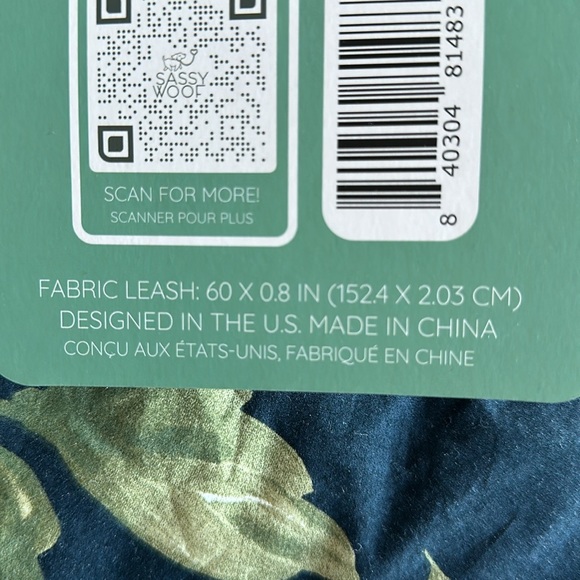 SASSY
WOOF
SCAN FOR MORE!
SCANNER POUR PLUS
8 40304 81483
FABRIC LEASH: 60 X 0.8 IN (152.4 X 2.03 CM)
DESIGNED IN THE U.S. MADE IN CHINA
CONÇU AUX ÉTATS-UNIS, FABRIQUÉ EN CHINE